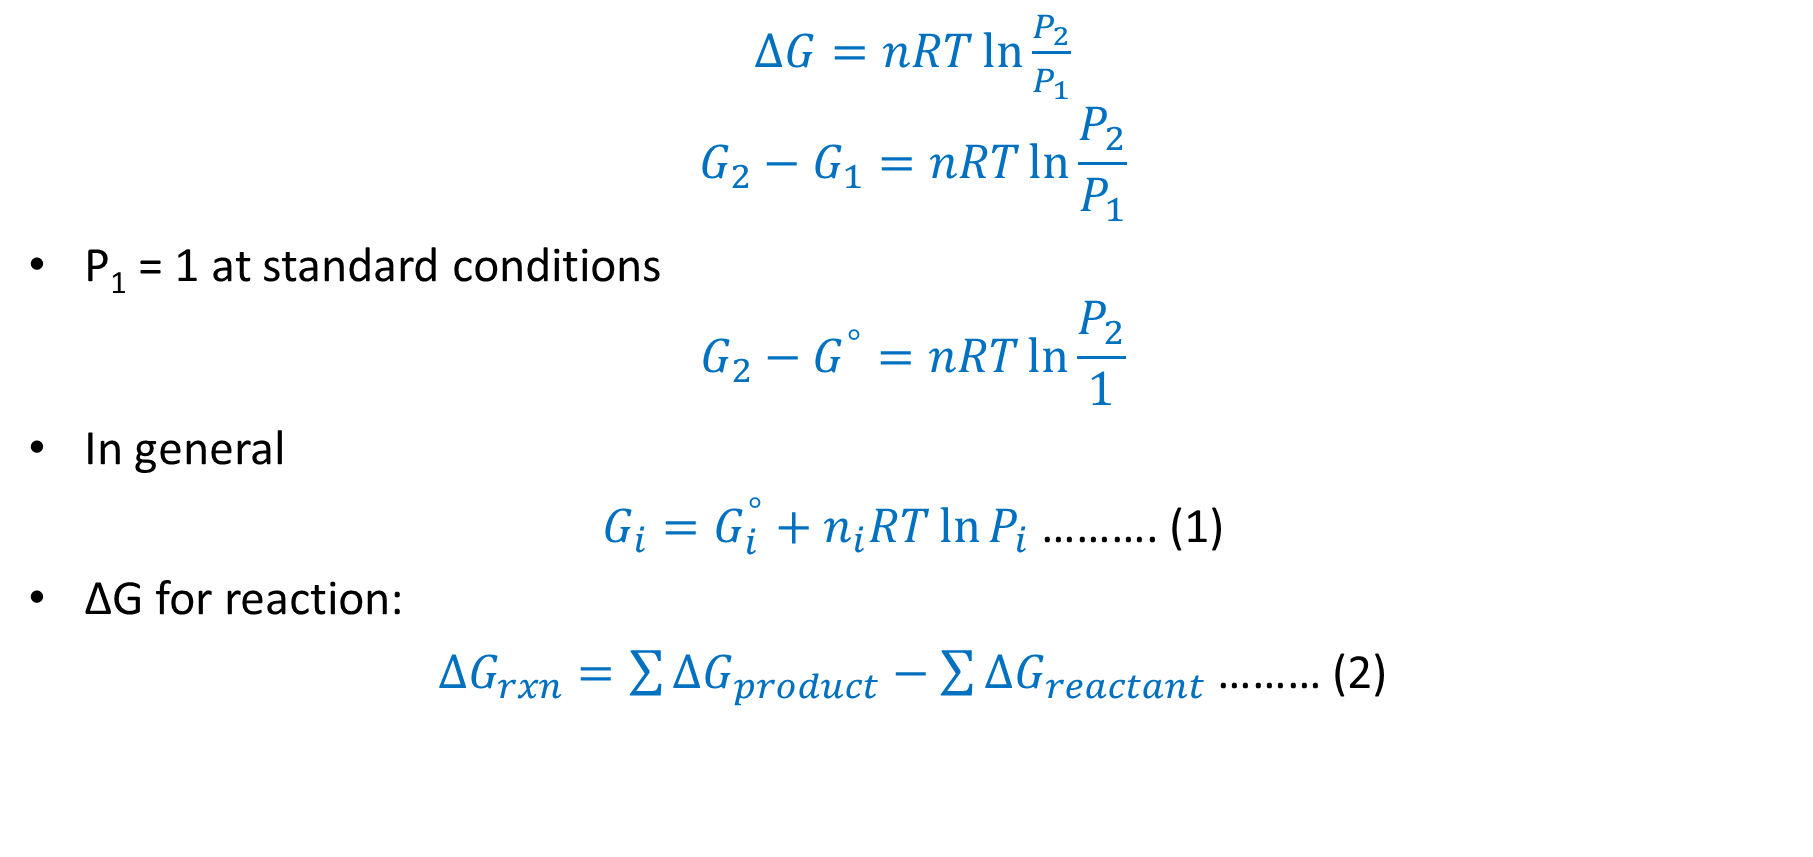 ΔG = nRT ln P₂/P₁
G₂ − G₁ = nRT ln P₂/P₁
• P₁ = 1 at standard conditions
G₂ − G° = nRT ln P₂/1
• In general
Gᵢ = Gᵢ° + nᵢRT ln Pᵢ ………. (1)
• ΔG for reaction:
ΔG_rxn = ∑ ΔG_product − ∑ ΔG_reactant ……… (2)